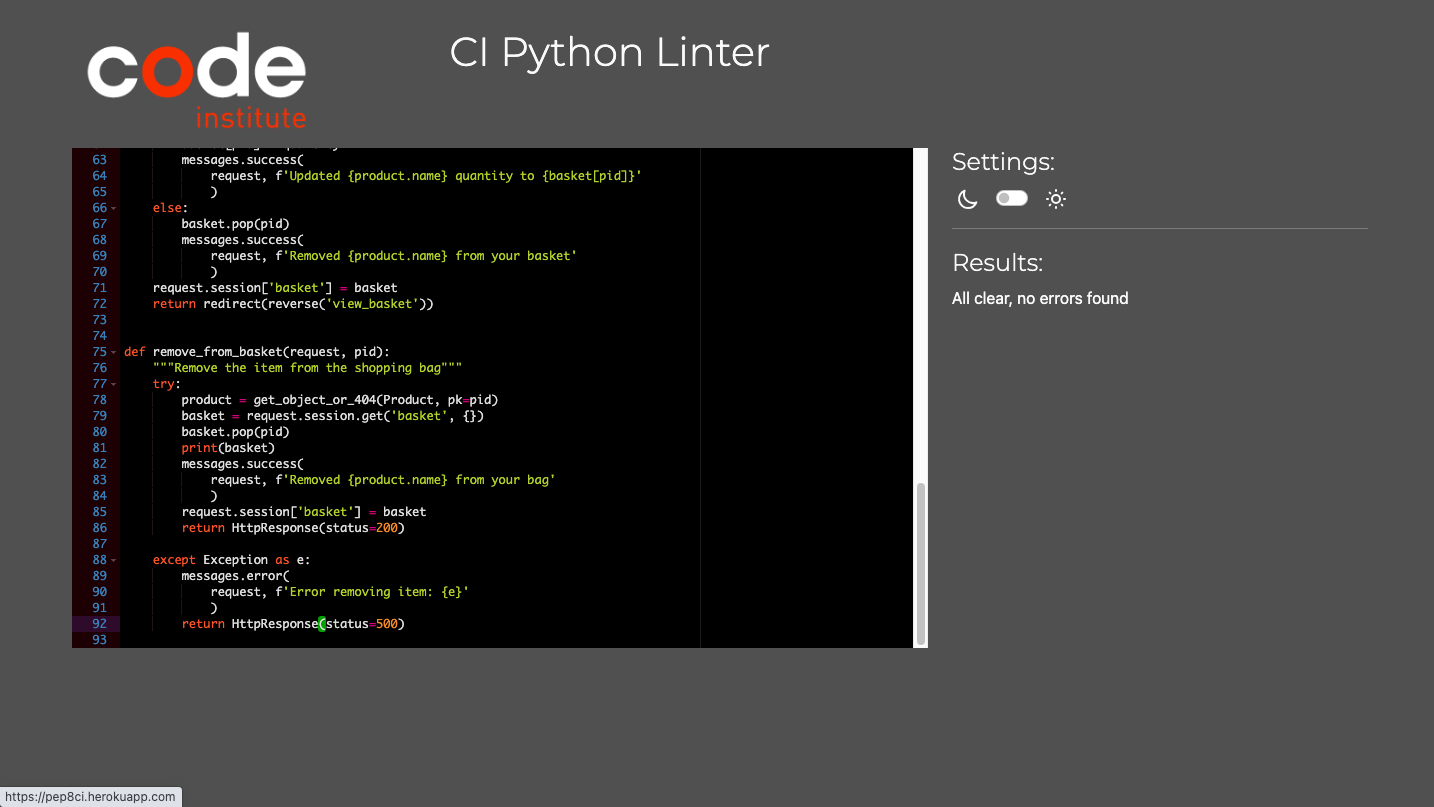 code
institute
CI Python Linter
63 messages.success(
64 request, f'Updated {product.name} quantity to {basket[pid]}'
65 )
66 else:
67 basket.pop(pid)
68 messages.success(
69 request, f'Removed {product.name} from your basket'
70 )
71 request.session['basket'] = basket
72 return redirect(reverse('view_basket'))
73
74
75 def remove_from_basket(request, pid):
76 """Remove the item from the shopping bag"""
77 try:
78 product = get_object_or_404(Product, pk=pid)
79 basket = request.session.get('basket', {})
80 basket.pop(pid)
81 print(basket)
82 messages.success(
83 request, f'Removed {product.name} from your bag'
84 )
85 request.session['basket'] = basket
86 return HttpResponse(status=200)
87
88 except Exception as e:
89 messages.error(
90 request, f'Error removing item: {e}'
91 )
92 return HttpResponse(status=500)
93
Settings:
Results:
All clear, no errors found
https://pep8ci.herokuapp.com